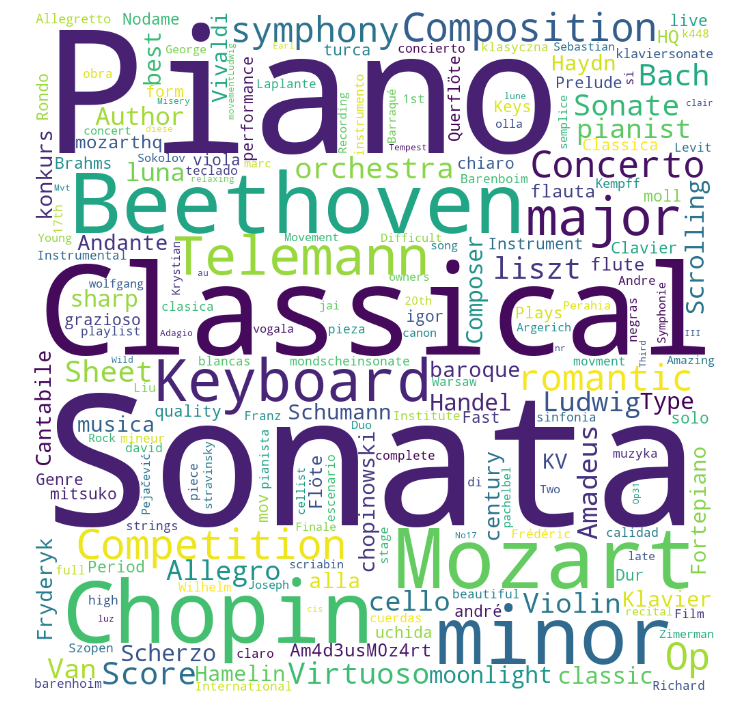 Allegretto Nodame George Earl lune live HQ k448
Misery movementLudwig turca concierto klasyczna Sebastian
Piano symphony Composition klaviersonate
best Vivaldi obra Laplante 1st Querflöte Haydn si Bach
Rondo form performance instrumento Keys Prelude clair
Author concert diese Recording Barraqué olla Sonate
konkurs mozarthq Sokolov viola orchestra Tempest semplice Classica pianist
Brahms luna teclado marc chiaro Barenboim Levit
17th Mvt relaxing Beethoven Kempff Concerto
flauta moll major
Young Andante Telemann Movement Difficult song Instrument Clavier
Instrumental Krystian au owners Composer liszt flute Scrolling
wolfgang sharp clasica 20th Plays Andre Perahia Symphonie
grazioso Adagio vogala jai igor Argerich negras III
playlist Classical pieza canon nr Third
Wild blancas mondscheinsonate Amazing
Sheet Liu Keyboard baroque romantic
Cantabile musica quality Franz Schumann Warsaw Institute Handel Fast Ludwig Type
Rock mineur Duo sinfonia solo
Genre david Sonata complete KV muzyka
mitsuko Pejačević piece stravinsky mov pianista cellist Flöte escenario chopinowski di century pachelbel Two Amadeus Op31 Fortepiano
strings Finale stage No17 Frédéric calidad
Competition Mozart
Fryderyk Period Allegro scriabin Dur late
full Wilhelm Joseph alla cello beautiful Violin Klavier
high Chopin cis cuerdas andré recital Film
luz uchida minor
Szopen Scherzo claro Am4d3usM0z4rt Zimerman Op
Van Score Hamelin Virtuoso moonlight classic
barenhoim International Richard